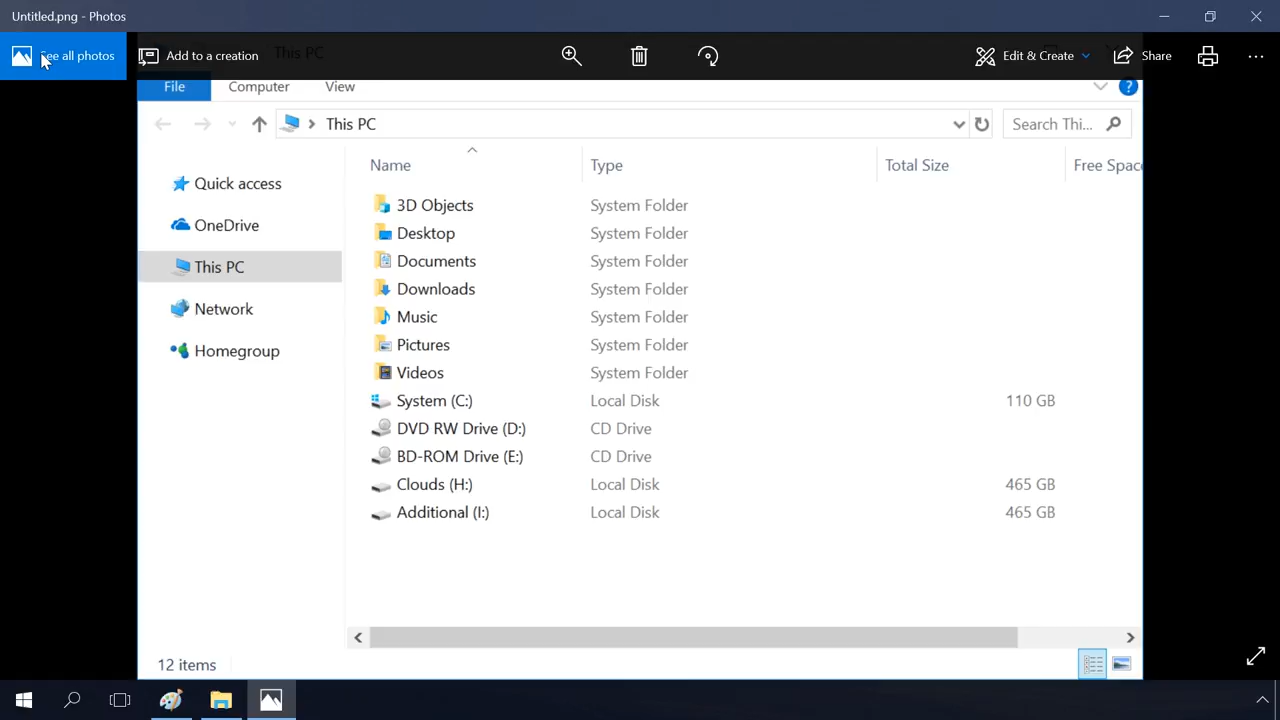 Untitled.png - Photos
See all photos
Add to a creation
This PC
Edit & Create
Share
File
Computer
View
?
This PC
Search Thi...
Name
Type
Total Size
Free Spac
Quick access
OneDrive
This PC
Network
Homegroup
3D Objects System Folder
Desktop System Folder
Documents System Folder
Downloads System Folder
Music System Folder
Pictures System Folder
Videos System Folder
System (C:) Local Disk 110 GB
DVD RW Drive (D:) CD Drive
BD-ROM Drive (E:) CD Drive
Clouds (H:) Local Disk 465 GB
Additional (I:) Local Disk 465 GB
12 items